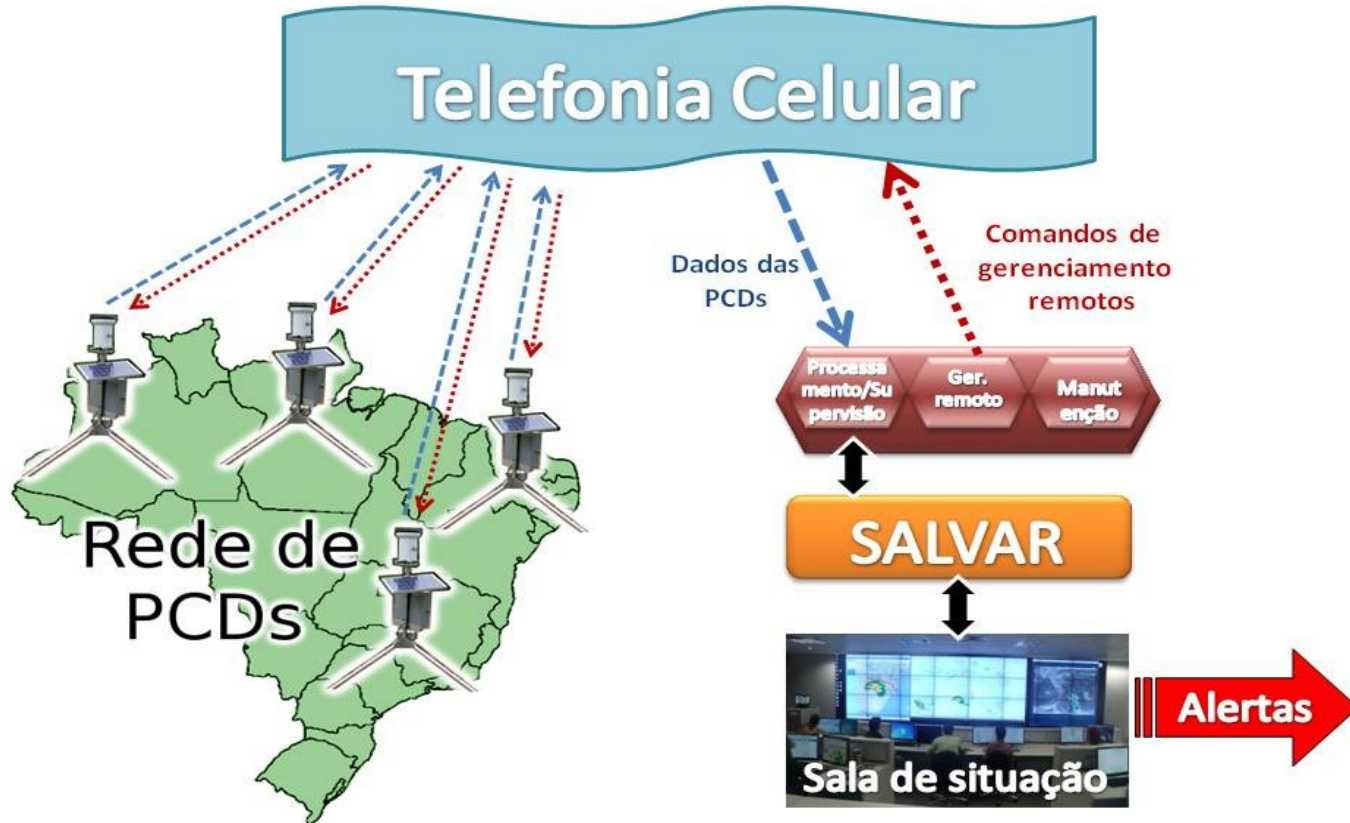 Telefonia Celular
Dados das
PCDs
Comandos de
gerenciamento
remotos
Processa
mento/Su
pervisão
Ger.
remoto
Manut
enção
Rede de
PCDs
SALVAR
Sala de situação
Alertas